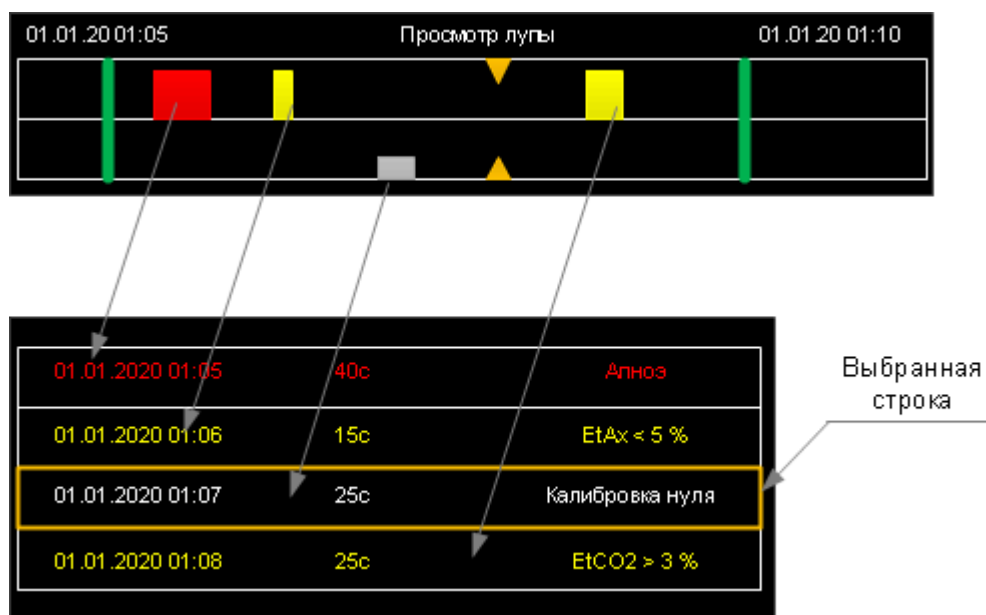 01.01.20 01:05 Просмотр лупы 01.01.20 01:10
01.01.2020 01:05 40с Апноэ
01.01.2020 01:06 15с EtAx < 5 %
01.01.2020 01:07 25с Калибровка нуля
01.01.2020 01:08 25с EtCO2 > 3 %
Выбранная
строка